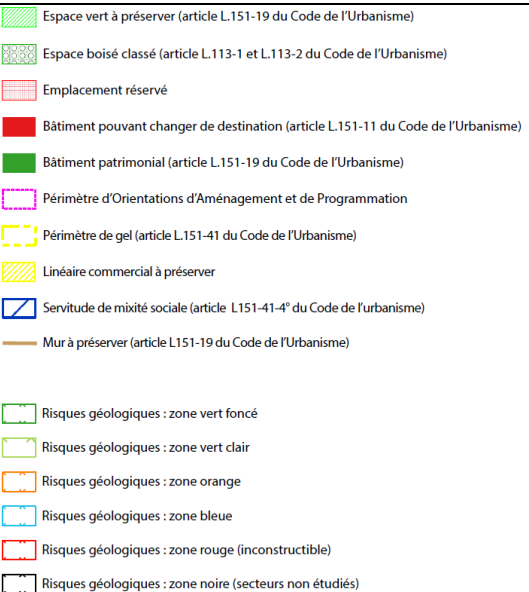 Espace vert à préserver (article L.151-19 du Code de l'Urbanisme)
Espace boisé classé (article L.113-1 et L.113-2 du Code de l'Urbanisme)
Emplacement réservé
Bâtiment pouvant changer de destination (article L.151-11 du Code de l'Urbanisme)
Bâtiment patrimonial (article L.151-19 du Code de l'Urbanisme)
Périmètre d'Orientations d'Aménagement et de Programmation
Périmètre de gel (article L.151-41 du Code de l'Urbanisme)
Linéaire commercial à préserver
Servitude de mixité sociale (article L151-41-4° du Code de l'urbanisme)
Mur à préserver (article L151-19 du Code de l'Urbanisme)
Risques géologiques : zone vert foncé
Risques géologiques : zone vert clair
Risques géologiques : zone orange
Risques géologiques : zone bleue
Risques géologiques : zone rouge (inconstructible)
Risques géologiques : zone noire (secteurs non étudiés)